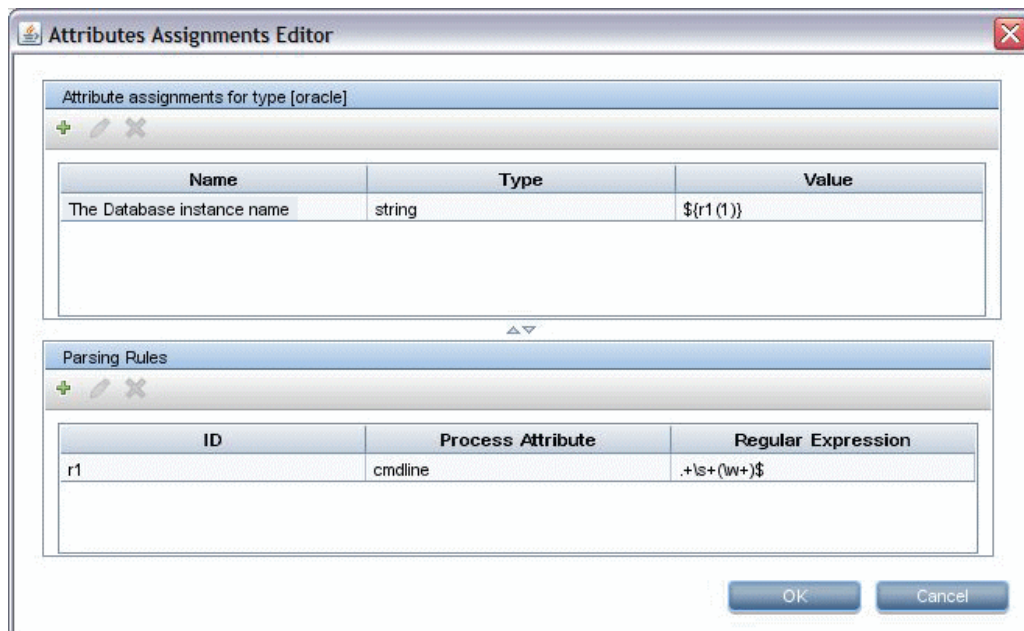 Attributes Assignments Editor
Attribute assignments for type [oracle]
Name Type Value
The Database instance name string ${r1(1)}
Parsing Rules
ID Process Attribute Regular Expression
r1 cmdline .+\s+(\w+)$
OK Cancel